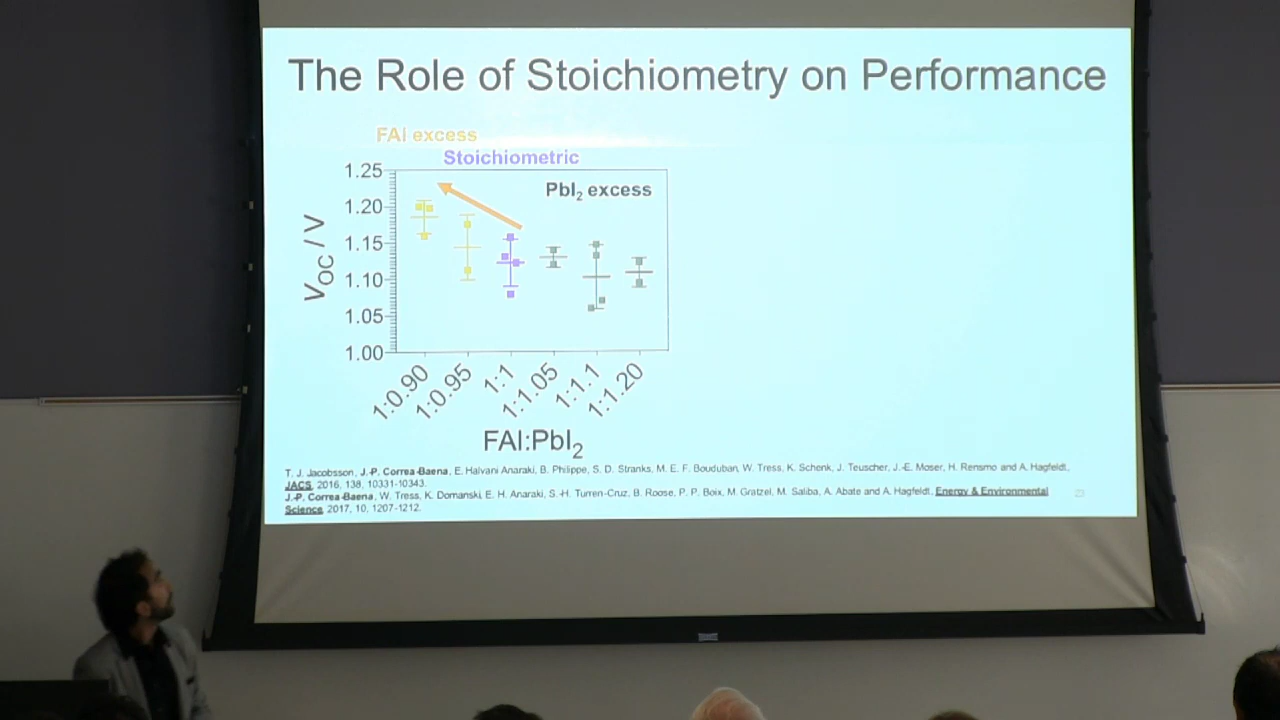 The Role of Stoichiometry on Performance
FAI excess
Stoichiometric
PbI2 excess
1.25
1.20
1.15
1.10
1.05
1.00
VOC / V
1:0.90
1:0.95
1:1
1:1.05
1:1.1
1:1.20
FAI:PbI2
T. J. Jacobsson, J.-P. Correa-Baena, E. Halvani Anaraki, B. Philippe, S. D. Stranks, M. E. F. Bouduban, W. Tress, K. Schenk, J. Teuscher, J.-E. Moser, H. Rensmo and A. Hagfeldt,
JACS, 2016, 138, 10331-10343.
J.-P. Correa-Baena, W. Tress, K. Domanski, E. H. Anaraki, S.-H. Turren-Cruz, B. Roose, P. P. Boix, M. Gratzel, M. Saliba, A. Abate and A. Hagfeldt, Energy & Environmental
Science, 2017, 10, 1207-1212.